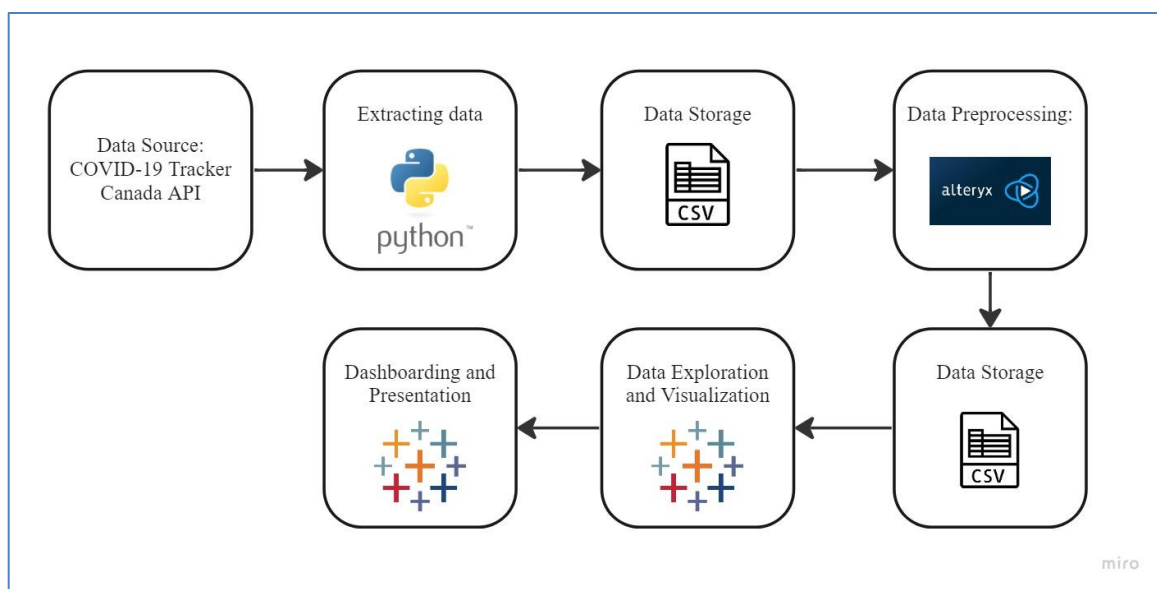 Data Source:
COVID-19 Tracker
Canada API
Extracting data
python™
Data Storage
CSV
Data Preprocessing:
alteryx
Data Storage
CSV
Data Exploration
and Visualization
Dashboarding and
Presentation
miro